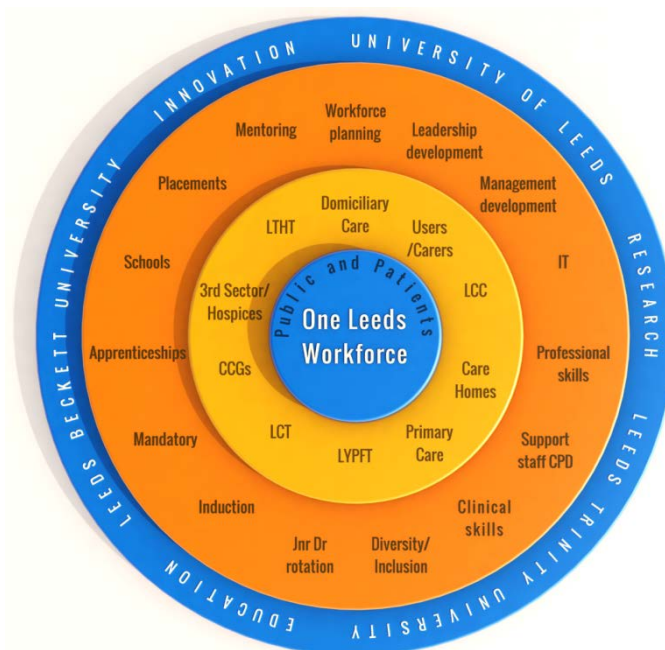 INNOVATION
UNIVERSITY OF LEEDS
RESEARCH
LEEDS TRINITY UNIVERSITY
EDUCATION
LEEDS BECKETT UNIVERSITY
Workforce
planning
Leadership
development
Management
development
IT
Professional
skills
Support
staff CPD
Clinical
skills
Diversity/
Inclusion
Jnr Dr
rotation
Induction
Mandatory
Apprenticeships
Schools
Placements
Mentoring
Domiciliary
Care
Users
/Carers
LCC
Care
Homes
Primary
Care
LYPFT
LCT
CCGs
3rd Sector/
Hospices
LTHT
Public and Patients
One Leeds
Workforce